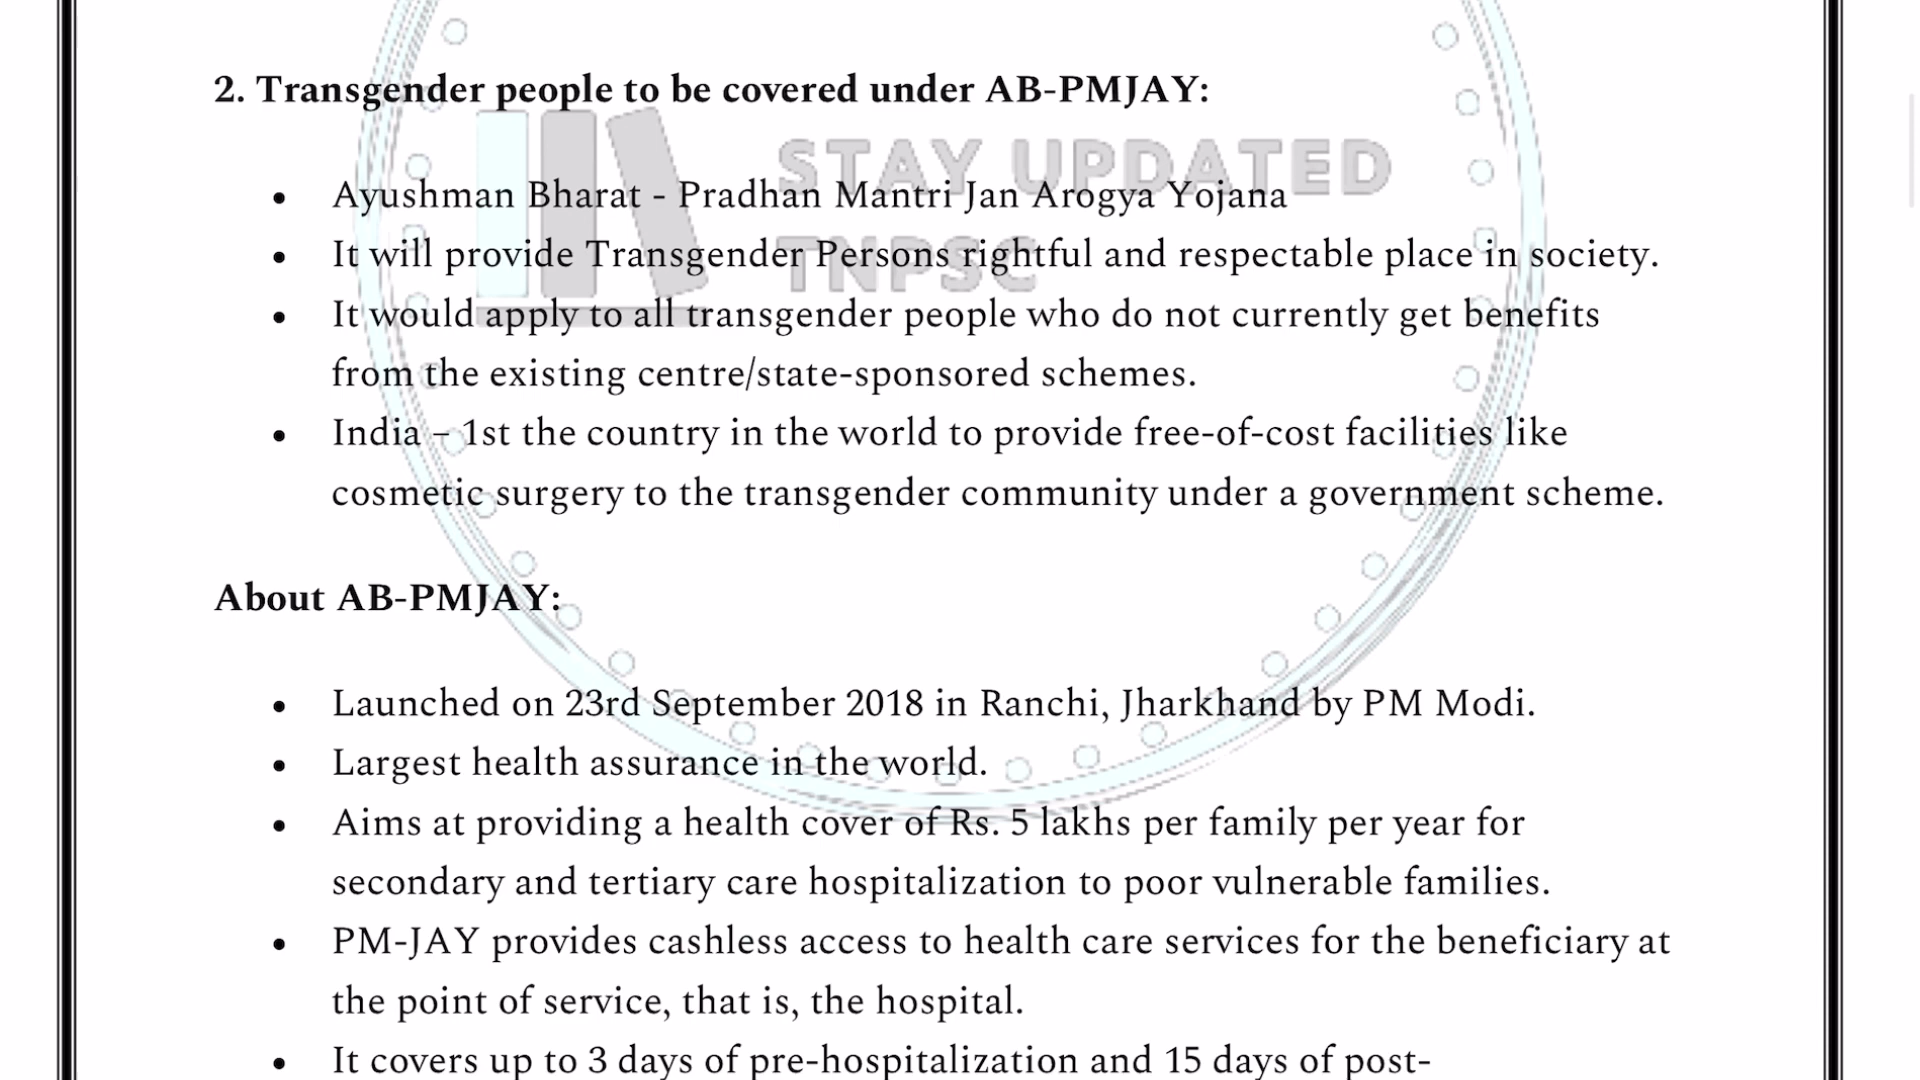 2. Transgender people to be covered under AB-PMJAY:
STAY UPDATED
TNPSC
• Ayushman Bharat - Pradhan Mantri Jan Arogya Yojana
• It will provide Transgender Persons rightful and respectable place in society.
• It would apply to all transgender people who do not currently get benefits
from the existing centre/state-sponsored schemes.
• India – 1st the country in the world to provide free-of-cost facilities like
cosmetic surgery to the transgender community under a government scheme.
About AB-PMJAY:
• Launched on 23rd September 2018 in Ranchi, Jharkhand by PM Modi.
• Largest health assurance in the world.
• Aims at providing a health cover of Rs. 5 lakhs per family per year for
secondary and tertiary care hospitalization to poor vulnerable families.
• PM-JAY provides cashless access to health care services for the beneficiary at
the point of service, that is, the hospital.
• It covers up to 3 days of pre-hospitalization and 15 days of post-